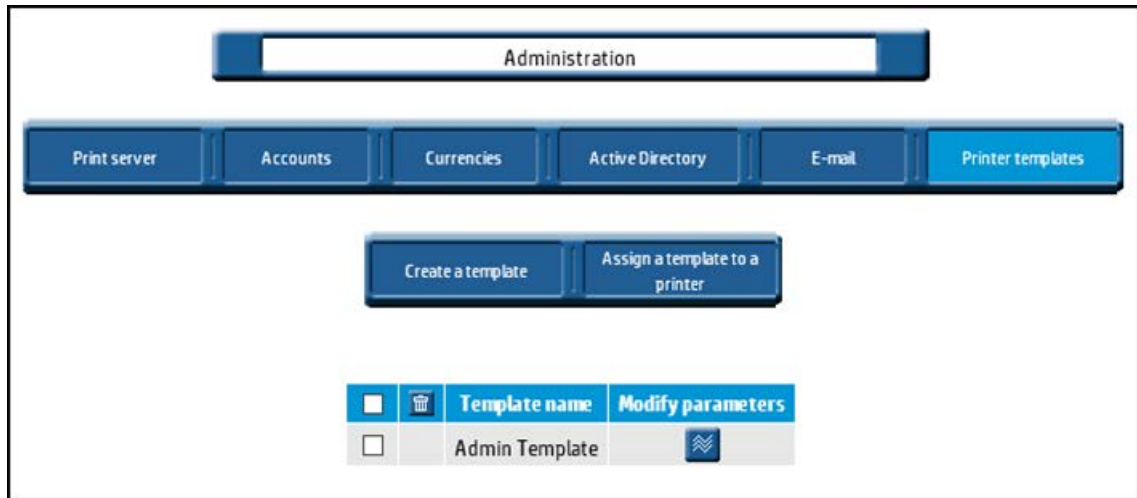 Administration
Print server Accounts Currencies Active Directory E-mail Printer templates
Create a template Assign a template to a
printer
Template name Modify parameters
Admin Template